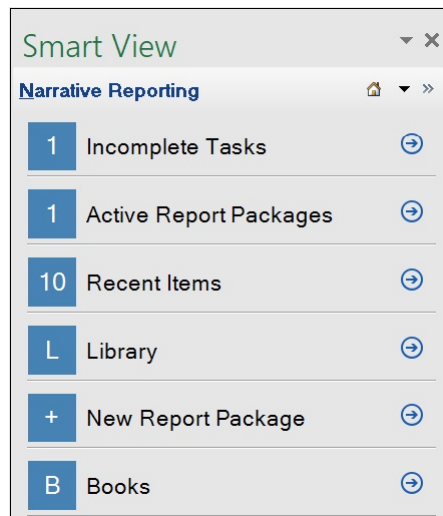 Smart View
Narrative Reporting
1 Incomplete Tasks
1 Active Report Packages
10 Recent Items
L Library
+ New Report Package
B Books